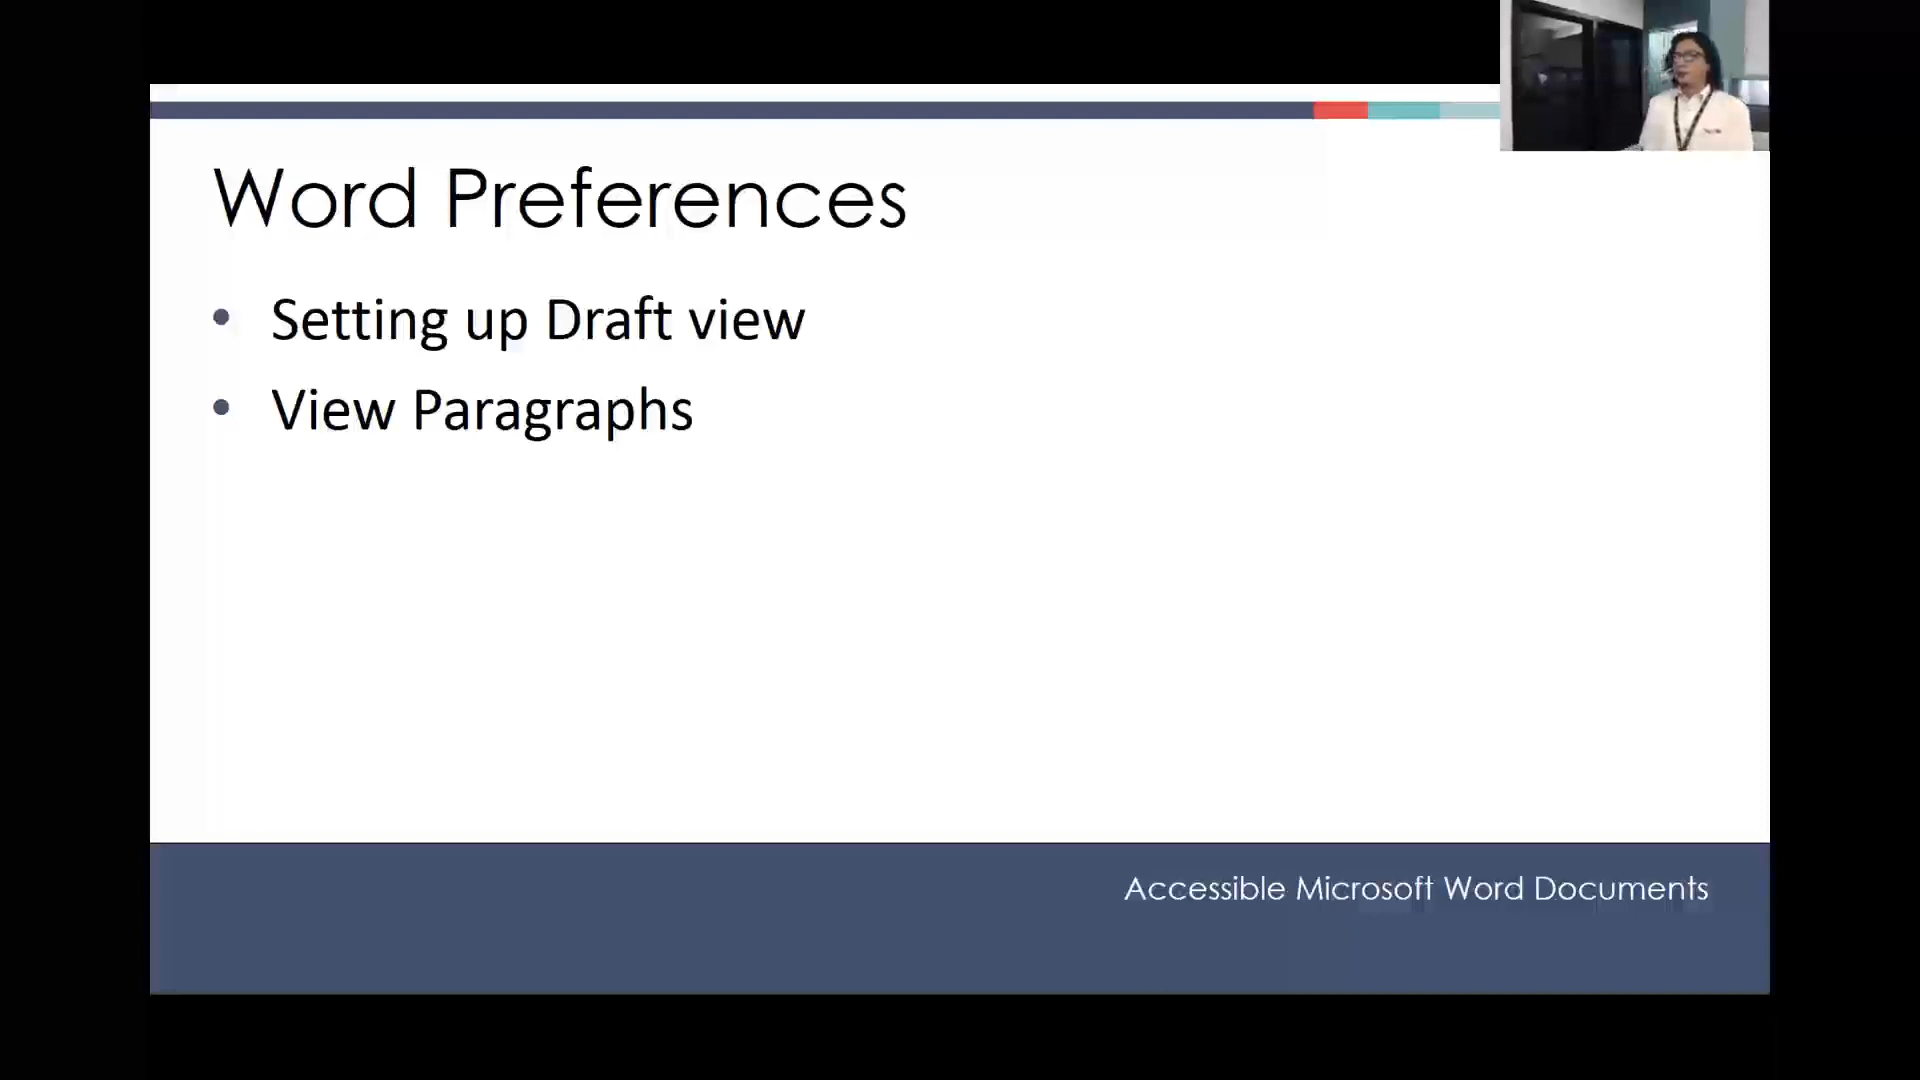 Word Preferences
• Setting up Draft view
• View Paragraphs
Accessible Microsoft Word Documents